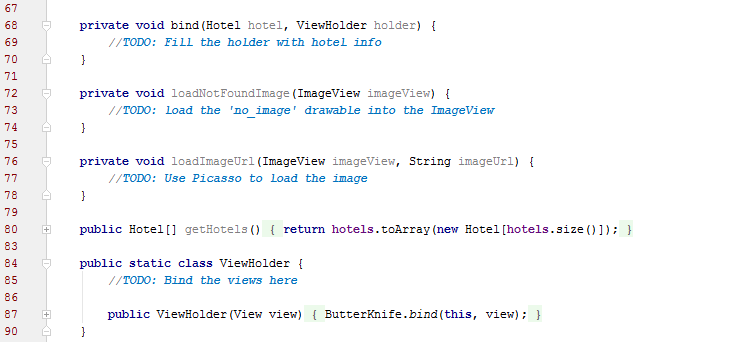 67
68 private void bind(Hotel hotel, ViewHolder holder) {
69 //TODO: Fill the holder with hotel info
70 }
71
72 private void loadNotFoundImage(ImageView imageView) {
73 //TODO: load the 'no_image' drawable into the ImageView
74 }
75
76 private void loadImageUrl(ImageView imageView, String imageUrl) {
77 //TODO: Use Picasso to load the image
78 }
79
80 public Hotel[] getHotels() { return hotels.toArray(new Hotel[hotels.size()]); }
83
84 public static class ViewHolder {
85 //TODO: Bind the views here
86
87 public ViewHolder(View view) { ButterKnife.bind(this, view); }
90 }